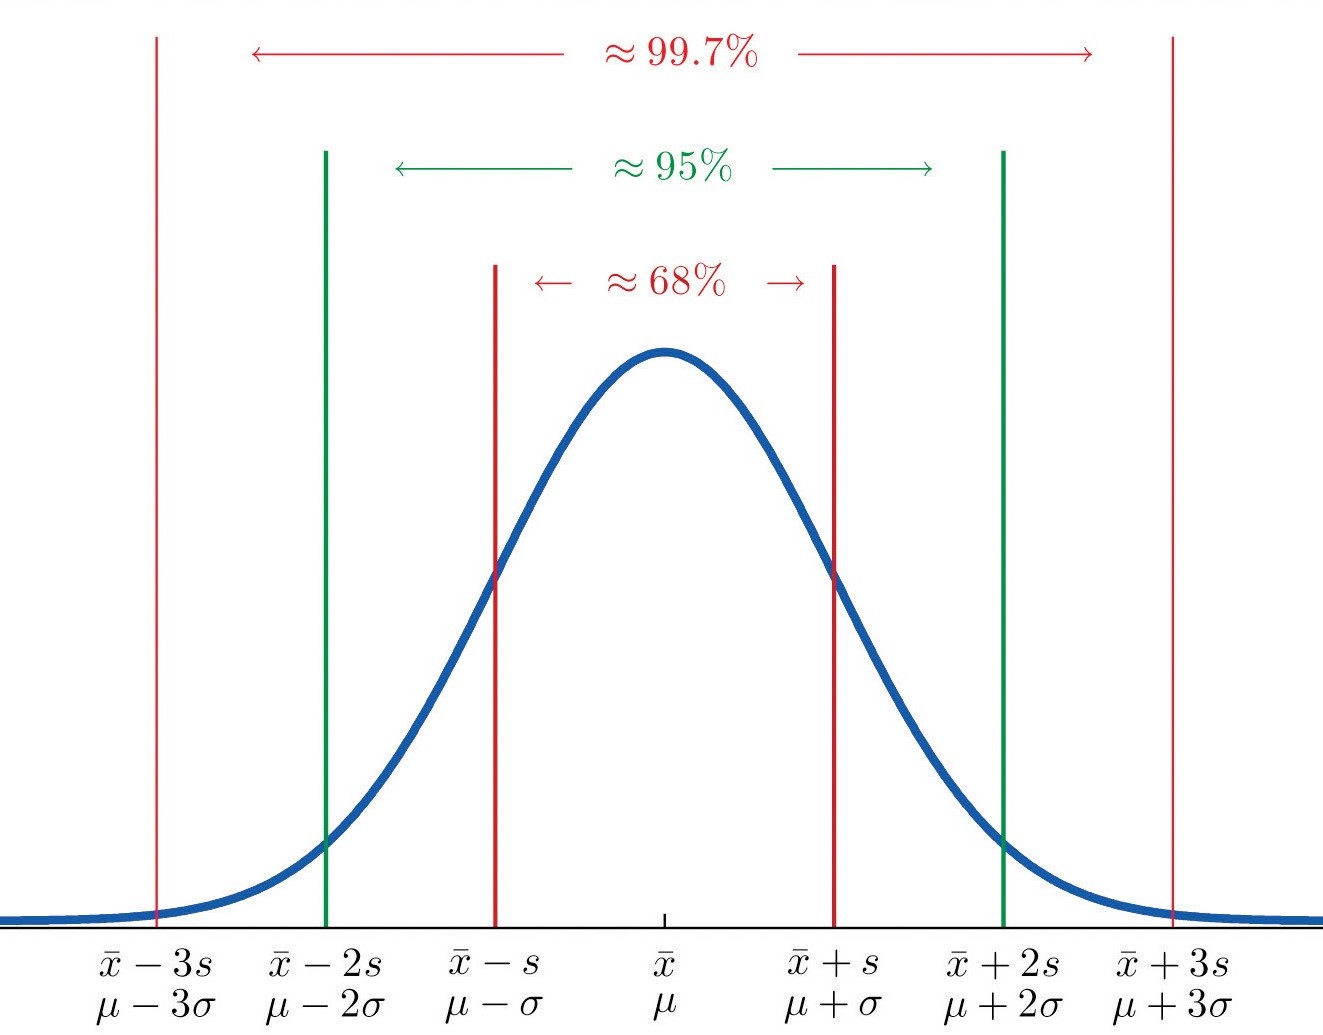 ≈ 99.7%
≈ 95%
≈ 68%
x̄ − 3s x̄ − 2s x̄ − s x̄ x̄ + s x̄ + 2s x̄ + 3s
μ − 3σ μ − 2σ μ − σ μ μ + σ μ + 2σ μ + 3σ